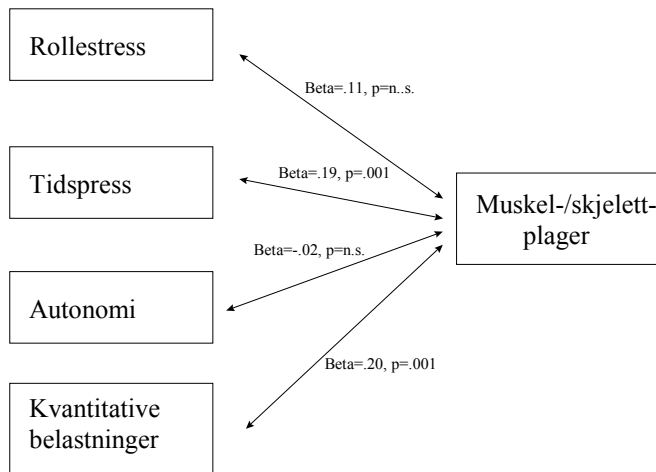 Rollestress
Beta=.11, p=n..s.
Tidspress
Beta=.19, p=.001
Muskel-/skjelett-
plager
Beta=-.02, p=n.s.
Autonomi
Beta=.20, p=.001
Kvantitative
belastninger